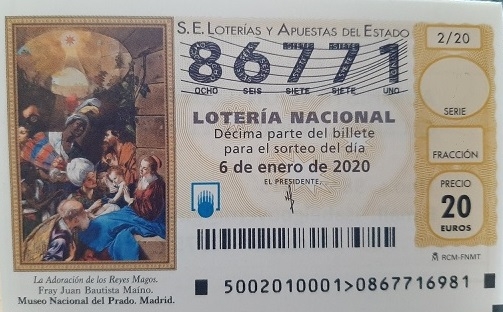 S.E. LOTERÍAS Y APUESTAS DEL ESTADO
2/20
86771
OCHO SEIS SIETE SIETE UNO
SERIE
LOTERÍA NACIONAL
Décima parte del billete
para el sorteo del día
6 de enero de 2020
EL PRESIDENTE,
FRACCIÓN
PRECIO
20
EUROS
RCM-FNMT
La Adoración de los Reyes Magos.
Fray Juan Bautista Maíno.
Museo Nacional del Prado. Madrid.
5002010001>0867716981